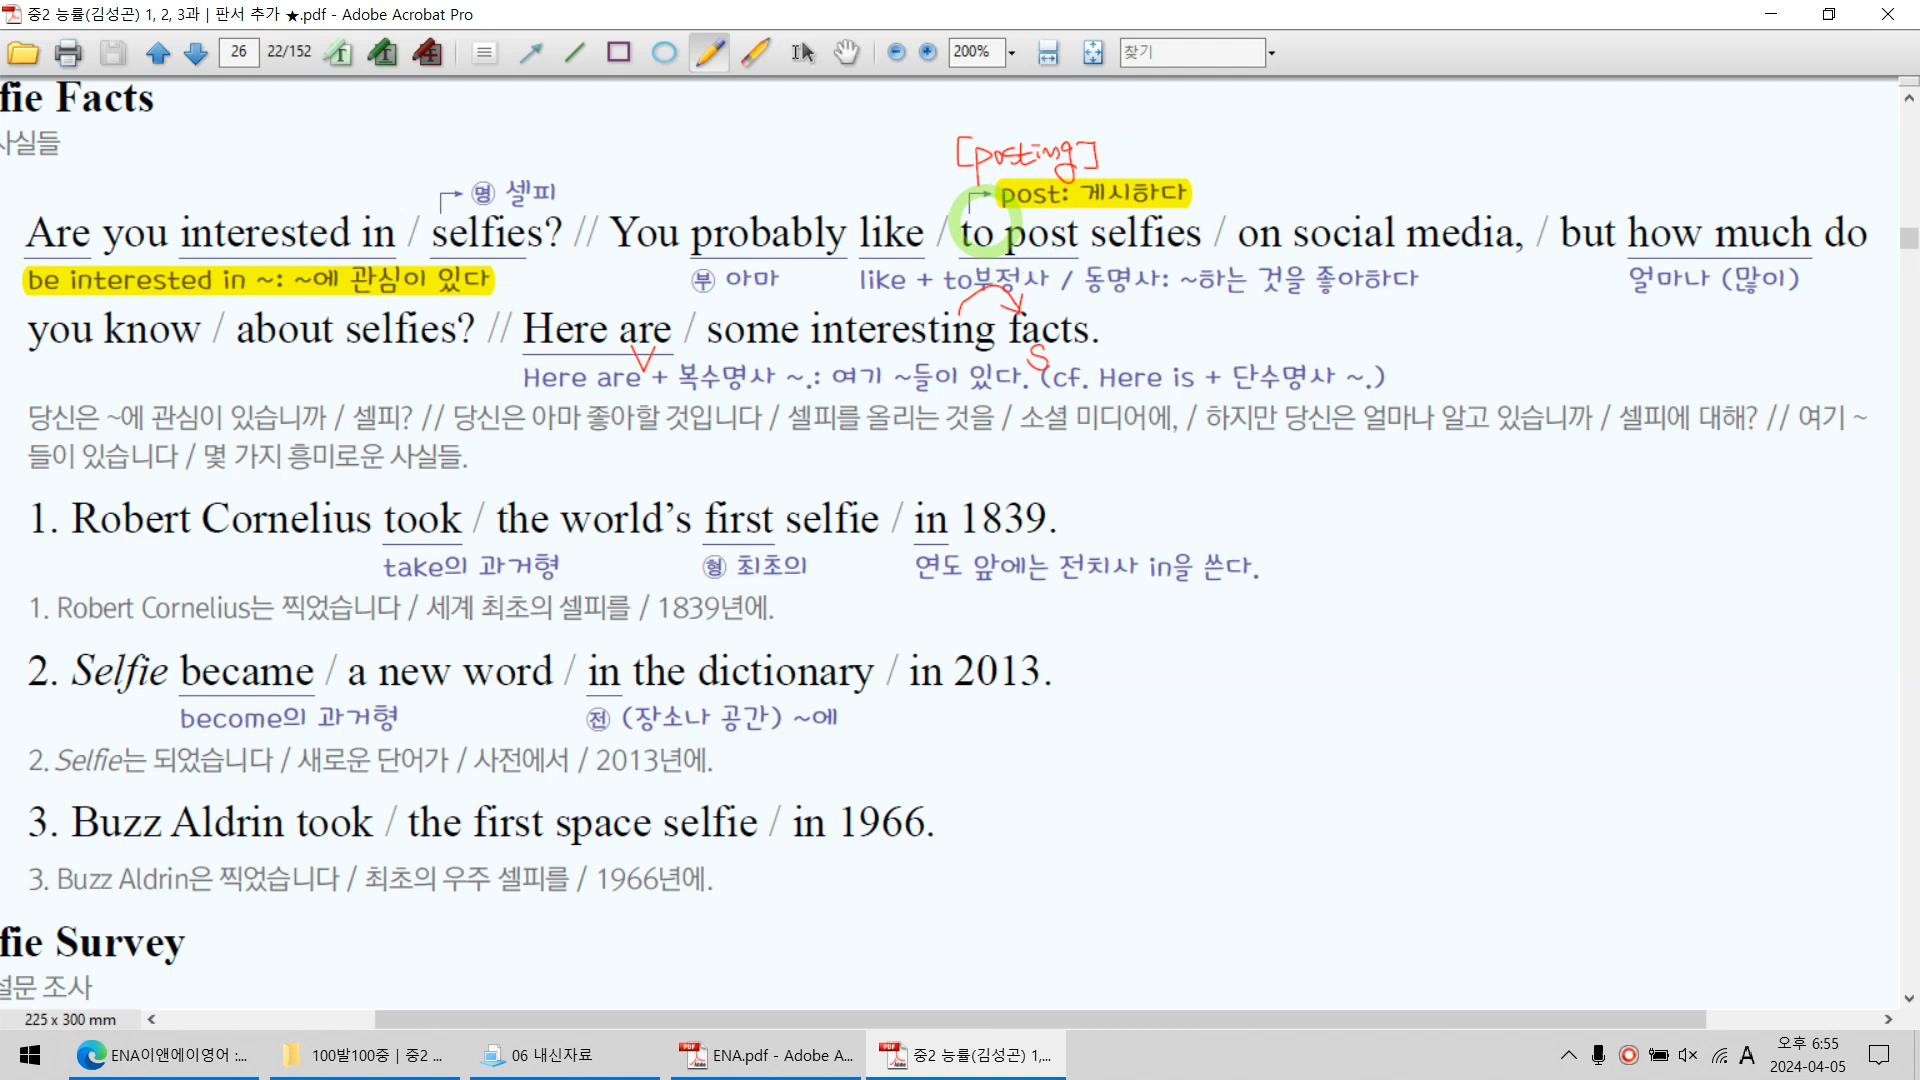 중2 능률(김성곤) 1, 2, 3과 | 판서 추가 ★.pdf - Adobe Acrobat Pro
26 22/152 200% 찾기
fie Facts
사실들
[posting]
명 셀피
post: 게시하다
Are you interested in / selfies? // You probably like / to post selfies / on social media, / but how much do
be interested in ~: ~에 관심이 있다
부 아마
like + to부정사 / 동명사: ~하는 것을 좋아하다
얼마나 (많이)
you know / about selfies? // Here are / some interesting facts.
V
S
Here are + 복수명사 ~.: 여기 ~들이 있다. (cf. Here is + 단수명사 ~.)
당신은 ~에 관심이 있습니까 / 셀피? // 당신은 아마 좋아할 것입니다 / 셀피를 올리는 것을 / 소셜 미디어에, / 하지만 당신은 얼마나 알고 있습니까 / 셀피에 대해? // 여기 ~
들이 있습니다 / 몇 가지 흥미로운 사실들.
1. Robert Cornelius took / the world’s first selfie / in 1839.
take의 과거형
형 최초의
연도 앞에는 전치사 in을 쓴다.
1. Robert Cornelius는 찍었습니다 / 세계 최초의 셀피를 / 1839년에.
2. Selfie became / a new word / in the dictionary / in 2013.
become의 과거형
전 (장소나 공간) ~에
2. Selfie는 되었습니다 / 새로운 단어가 / 사전에서 / 2013년에.
3. Buzz Aldrin took / the first space selfie / in 1966.
3. Buzz Aldrin은 찍었습니다 / 최초의 우주 셀피를 / 1966년에.
fie Survey
설문 조사
225 x 300 mm
ENA이앤에이영어 :...
100발100중 | 중2 ...
06 내신자료
ENA.pdf - Adobe A...
중2 능률(김성곤) 1,...
A
오후 6:55
2024-04-05